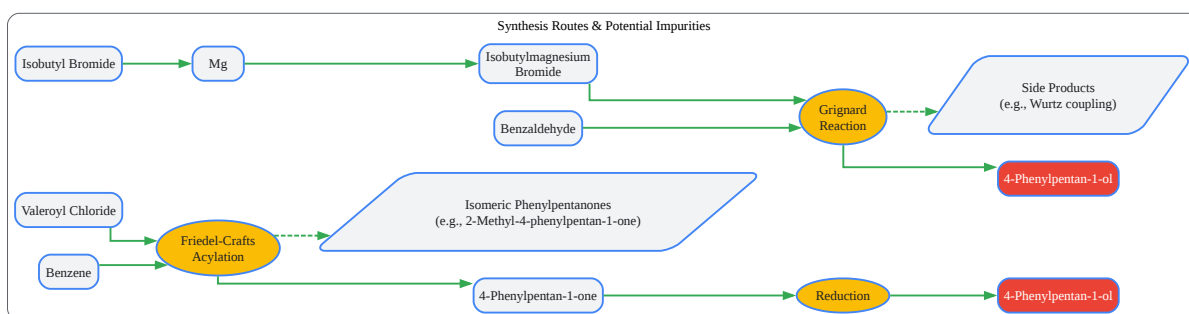 Synthesis Routes & Potential Impurities
Isobutyl Bromide
Mg
Isobutylmagnesium
Bromide
Benzaldehyde
Grignard
Reaction
Side Products
(e.g., Wurtz coupling)
4-Phenylpentan-1-ol
Valeroyl Chloride
Benzene
Friedel-Crafts
Acylation
Isomeric Phenylpentanones
(e.g., 2-Methyl-4-phenylpentan-1-one)
4-Phenylpentan-1-one
Reduction
4-Phenylpentan-1-ol